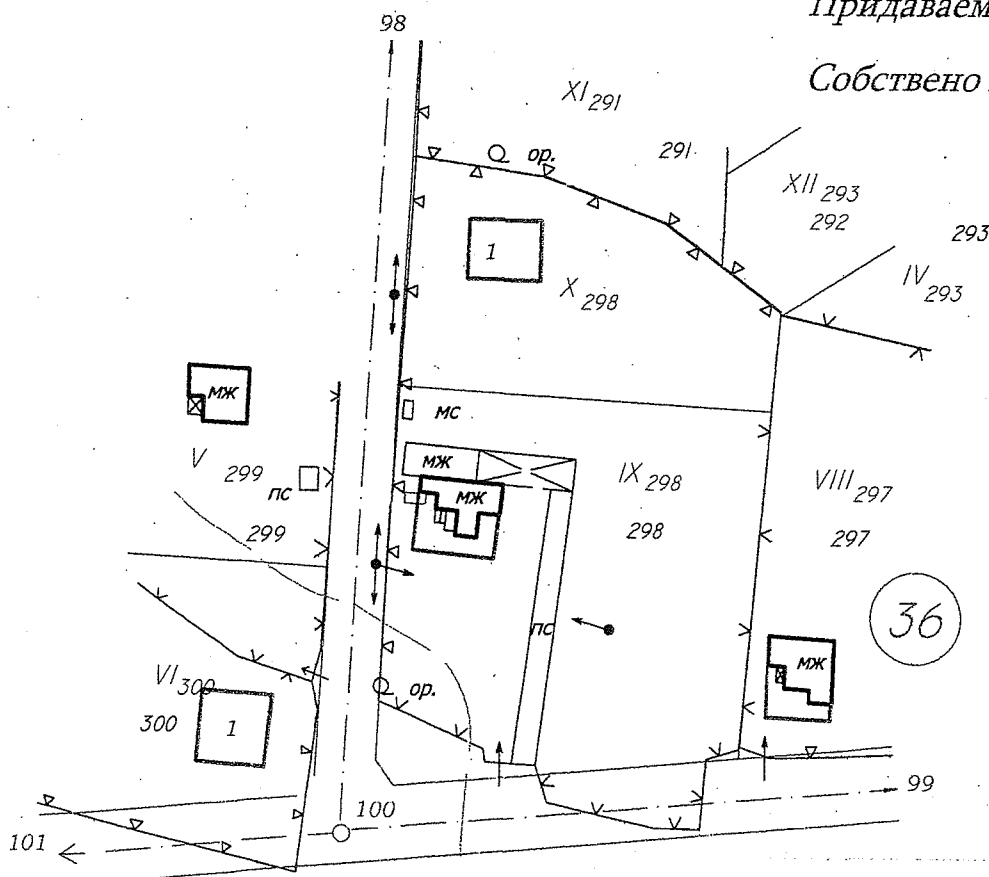 Придаваем
98
Собствено
XI 291
ор.
291
XII 293
292
293
1
X 298
IV 293
МЖ
МС
V 299
ПС
МЖ
МЖ
IX 298
VIII 297
299
298
297
36
ПС
МЖ
VI 300
ор.
300
1
99
100
101